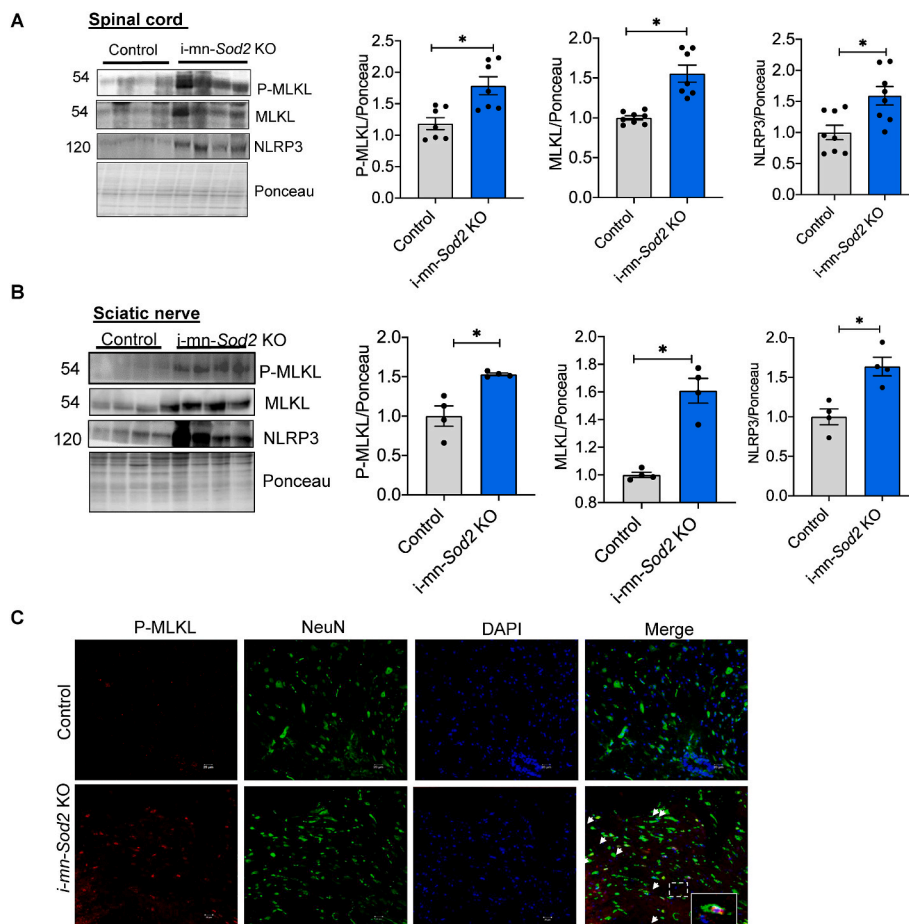 A
Spinal cord
Control i-mn-Sod2 KO
54
P-MLKL
54
MLKL
120
NLRP3
Ponceau
P-MLKL/Ponceau
2.5
2.0
1.5
1.0
0.5
0.0
*
Control
i-mn-Sod2 KO
MLKL/Ponceau
2.0
1.5
1.0
0.5
0.0
*
Control
i-mn-Sod2 KO
NLRP3/Ponceau
2.5
2.0
1.5
1.0
0.5
0.0
*
Control
i-mn-Sod2 KO
B
Sciatic nerve
Control i-mn-Sod2 KO
54
P-MLKL
54
MLKL
120
NLRP3
Ponceau
P-MLKL/Ponceau
2.0
1.5
1.0
0.5
0.0
*
Control
i-mn-Sod2 KO
MLKL/Ponceau
1.8
1.6
1.4
1.2
1.0
0.8
*
Control
i-mn-Sod2 KO
NLRP3/Ponceau
2.0
1.5
1.0
0.5
0.0
*
Control
i-mn-Sod2 KO
C
P-MLKL NeuN DAPI Merge
Control
i-mn-Sod2 KO